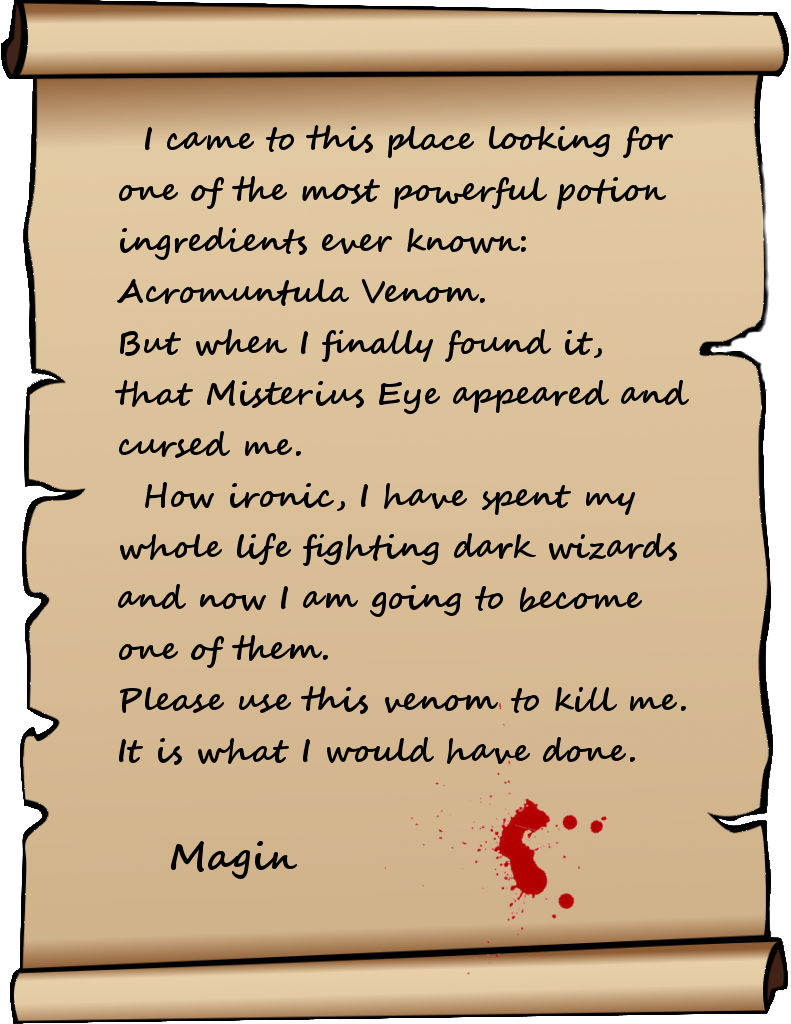 I came to this place looking for
one of the most powerful potion
ingredients ever known:
Acromuntula Venom.
But when I finally found it,
that Misterius Eye appeared and
cursed me.
How ironic, I have spent my
whole life fighting dark wizards
and now I am going to become
one of them.
Please use this venom to kill me.
It is what I would have done.
Magin